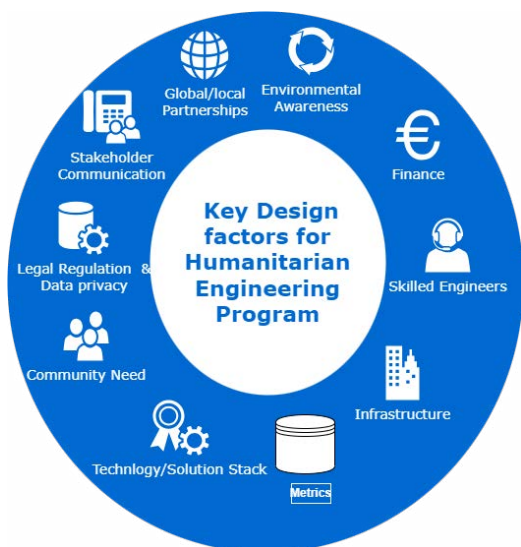 Global/local
Partnerships
Environmental
Awareness
€
Finance
Stakeholder
Communication
Key Design
factors for
Humanitarian
Engineering
Program
Legal Regulation &
Data privacy
Skilled Engineers
Community Need
Infrastructure
Technlogy/Solution Stack
Metrics